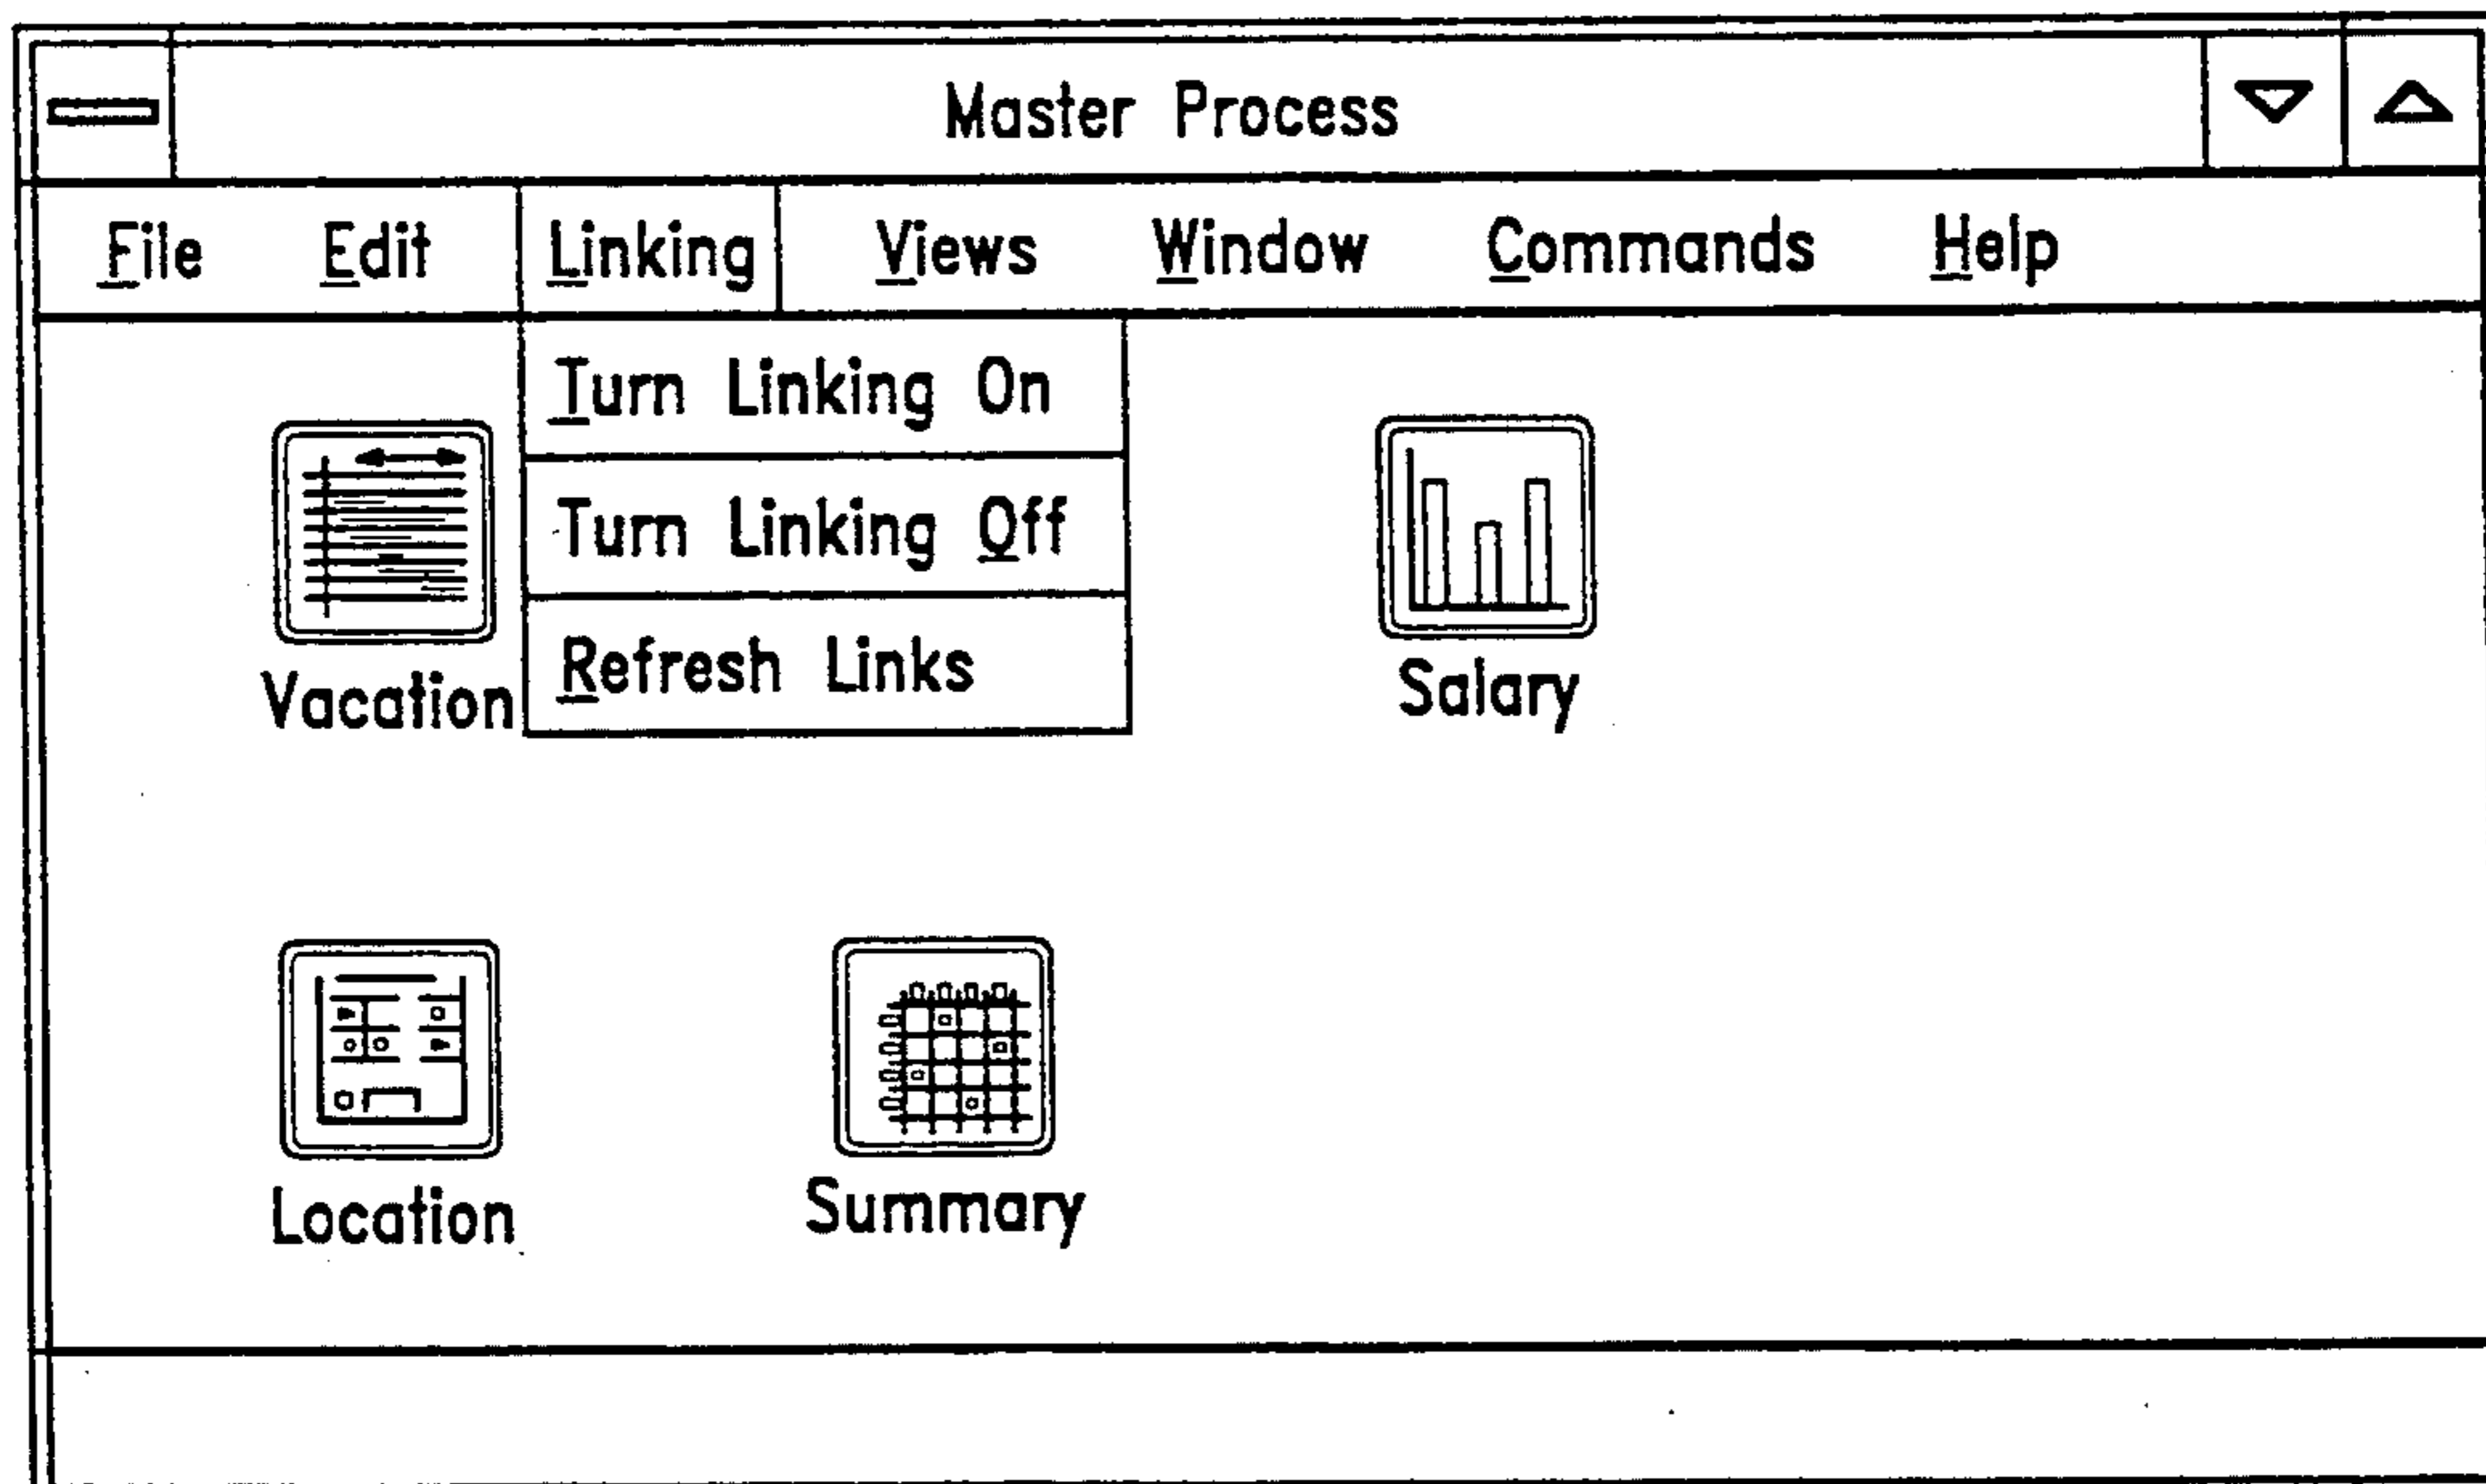 Master Process
File Edit Linking Views Window Commands Help
Turn Linking On
Turn Linking Off
Refresh Links
Vacation
Salary
Location
Summary